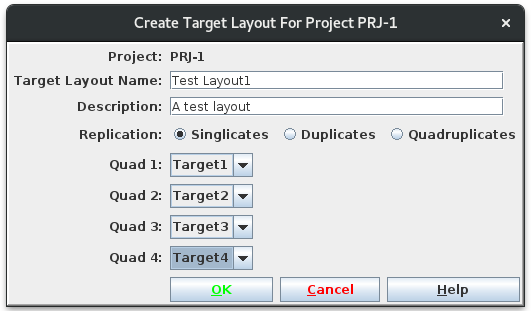 Create Target Layout For Project PRJ-1 ×
Project: PRJ-1
Target Layout Name: Test Layout1
Description: A test layout
Replication: Singlicates Duplicates Quadruplicates
Quad 1: Target1
Quad 2: Target2
Quad 3: Target3
Quad 4: Target4
OK Cancel Help